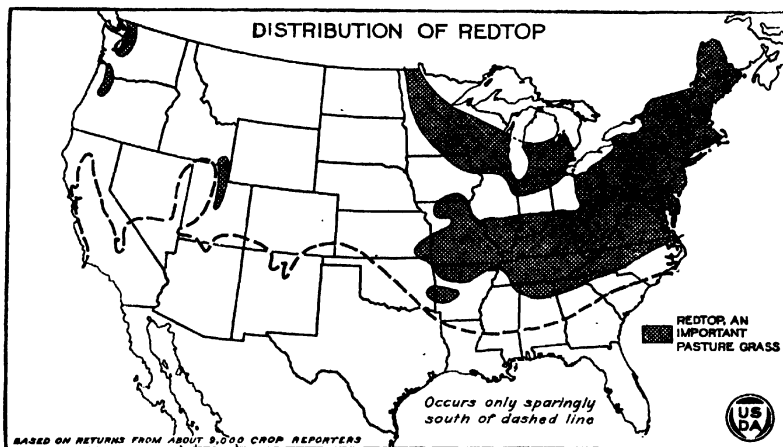 DISTRIBUTION OF REDTOP
REDTOP, AN
IMPORTANT
PASTURE GRASS
Occurs only sparingly
south of dashed line
BASED ON RETURNS FROM ABOUT 9,000 CROP REPORTERS
US
DA